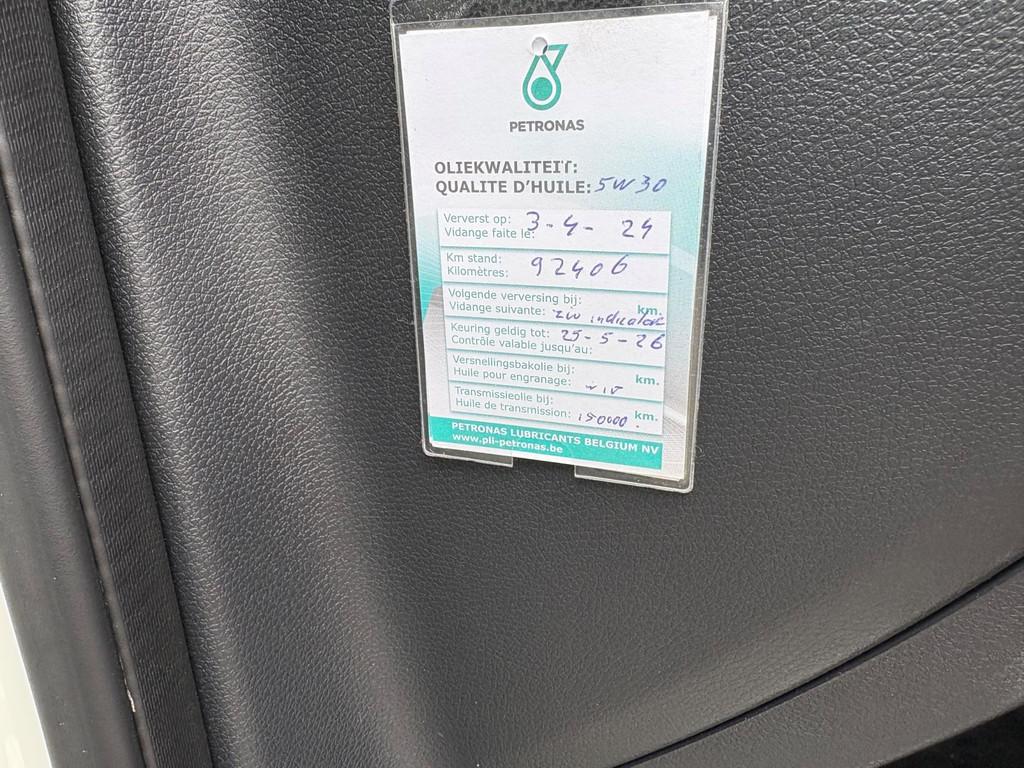 PETRONAS
OLIEKWALITEIT:
QUALITE D'HUILE: 5W30
Ververst op:
Vidange faite le: 3-4-24
Km stand:
Kilomètres: 92406
Volgende verversing bij: km.
Vidange suivante: ziv indicator
Keuring geldig tot: 25-5-26
Contrôle valable jusqu'au:
Versnellingsbakolie bij: km.
Huile pour engranage:
Transmissieolie bij: km.
Huile de transmission: 180000
PETRONAS LUBRICANTS BELGIUM NV
www.pli-petronas.be